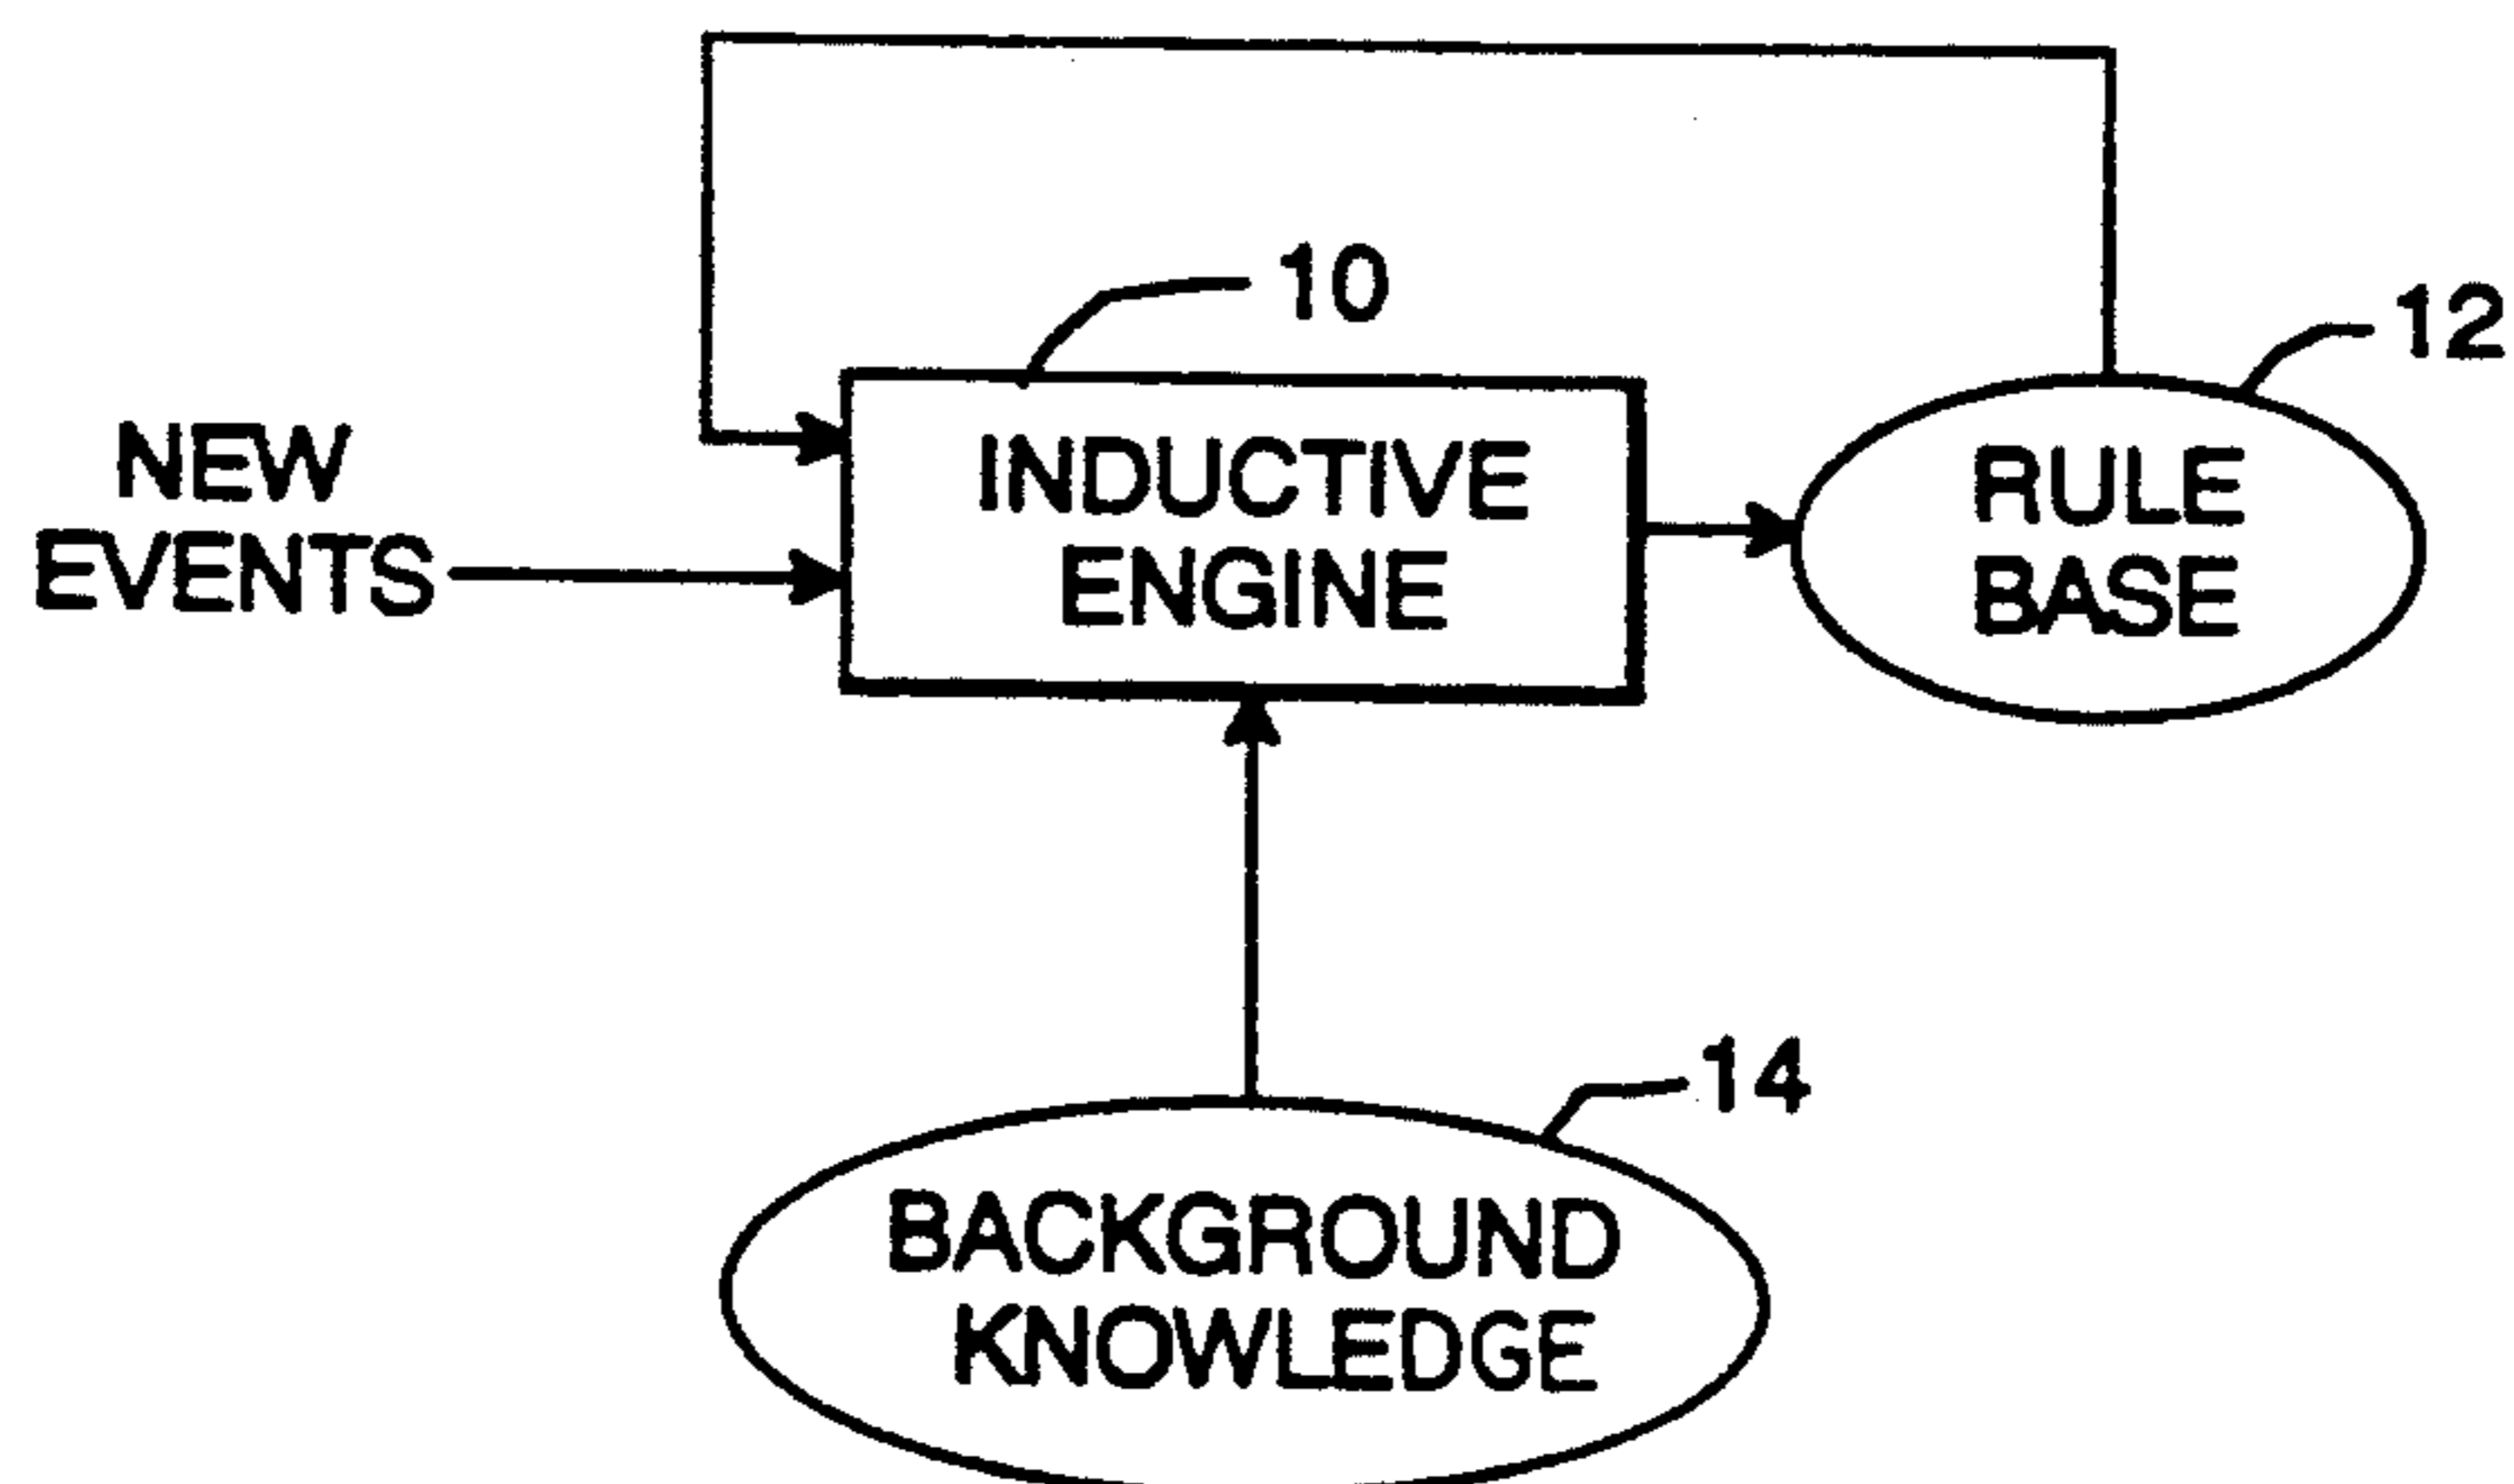 10
12
NEW
EVENTS
INDUCTIVE
ENGINE
RULE
BASE
14
BACKGROUND
KNOWLEDGE